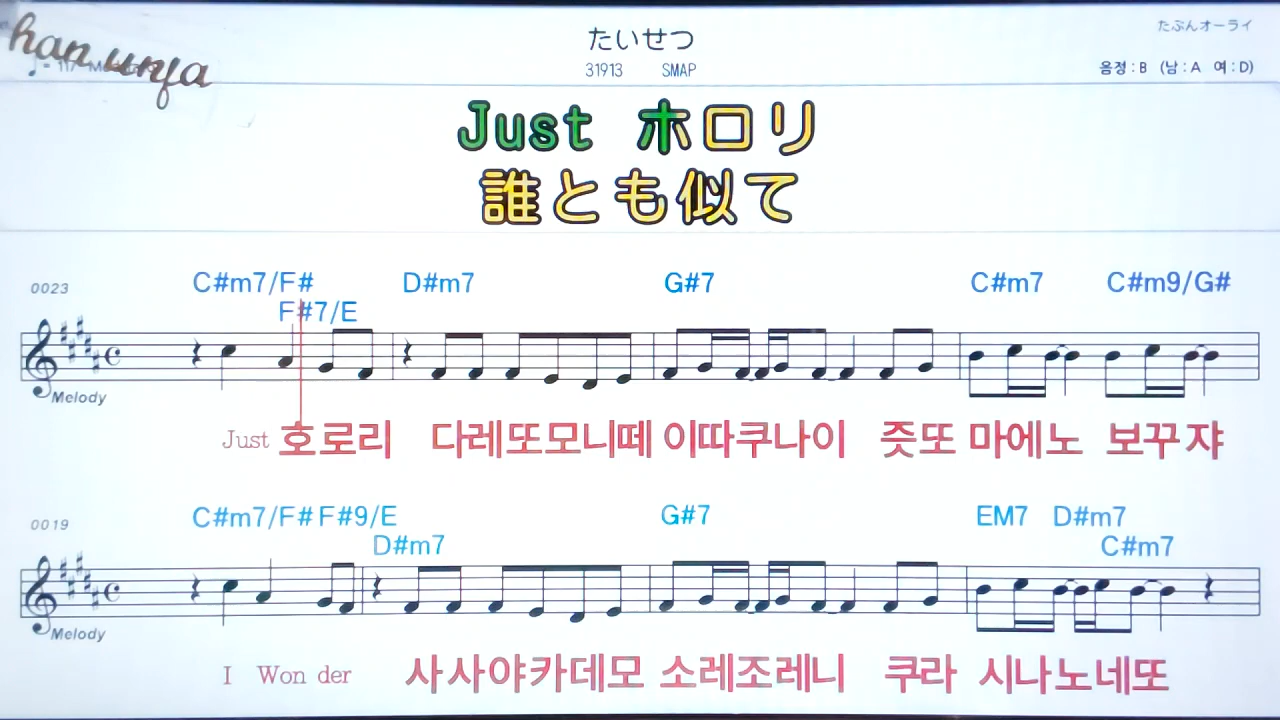 han unya
たいせつ
たぶんオーライ
31913 SMAP
음정:B (남:A 여:D)
Just ホロリ
誰とも似て
0023
C#m7/F# D#m7 G#7 C#m7 C#m9/G#
F#7/E
Melody
Just 호로리 다레또모니떼 이따쿠나이 즛또 마에노 보꾸쟈
0019
C#m7/F# F#9/E G#7 EM7 D#m7
D#m7 C#m7
Melody
I Won der 사사야카데모 소레조레니 쿠라 시나노네또